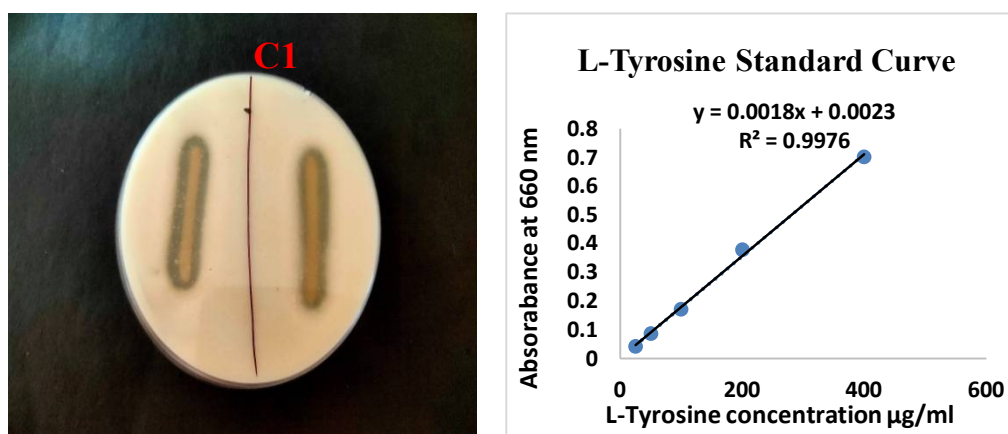 C1
L-Tyrosine Standard Curve
y = 0.0018x + 0.0023
R² = 0.9976
Absorabance at 660 nm
0.8
0.7
0.6
0.5
0.4
0.3
0.2
0.1
0
0 200 400 600
L-Tyrosine concentration µg/ml